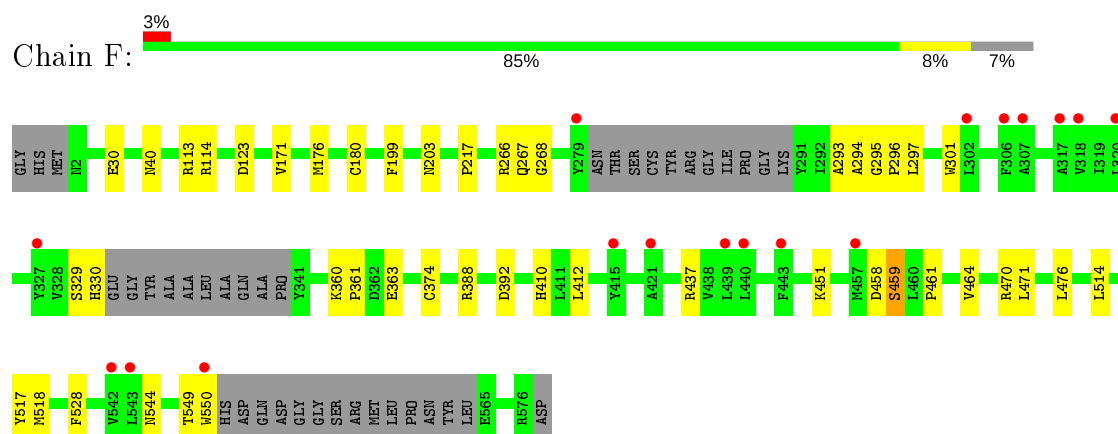 3%
Chain F:
85% 8% 7%
GLY HIS MET N2 E30 N40 R113 R114 D123 V171 M176 C180 F199 N203 P217 R266 Q267 G268 Y279 ASN THR SER CYS TYR ARG GLY ILE PRO GLY LYS Y291 I292 A293 A294 G295 P296 L297 W301 L302 F306 A307 A317 V318 I319 L320
Y327 V328 S329 H330 GLU GLY TYR ALA ALA LEU ALA GLN ALA PRO Y341 K360 P361 D362 E363 C374 R388 D392 H410 L411 L412 Y415 A421 R437 V438 L439 L440 F443 K451 M457 D458 S459 L460 P461 V464 R470 L471 L476 L514
Y517 M518 F528 V542 L543 N544 T549 W550 HIS ASP GLN ASP GLY GLY SER ARG MET LEU PRO ASN TYR LEU E565 R576 ASP